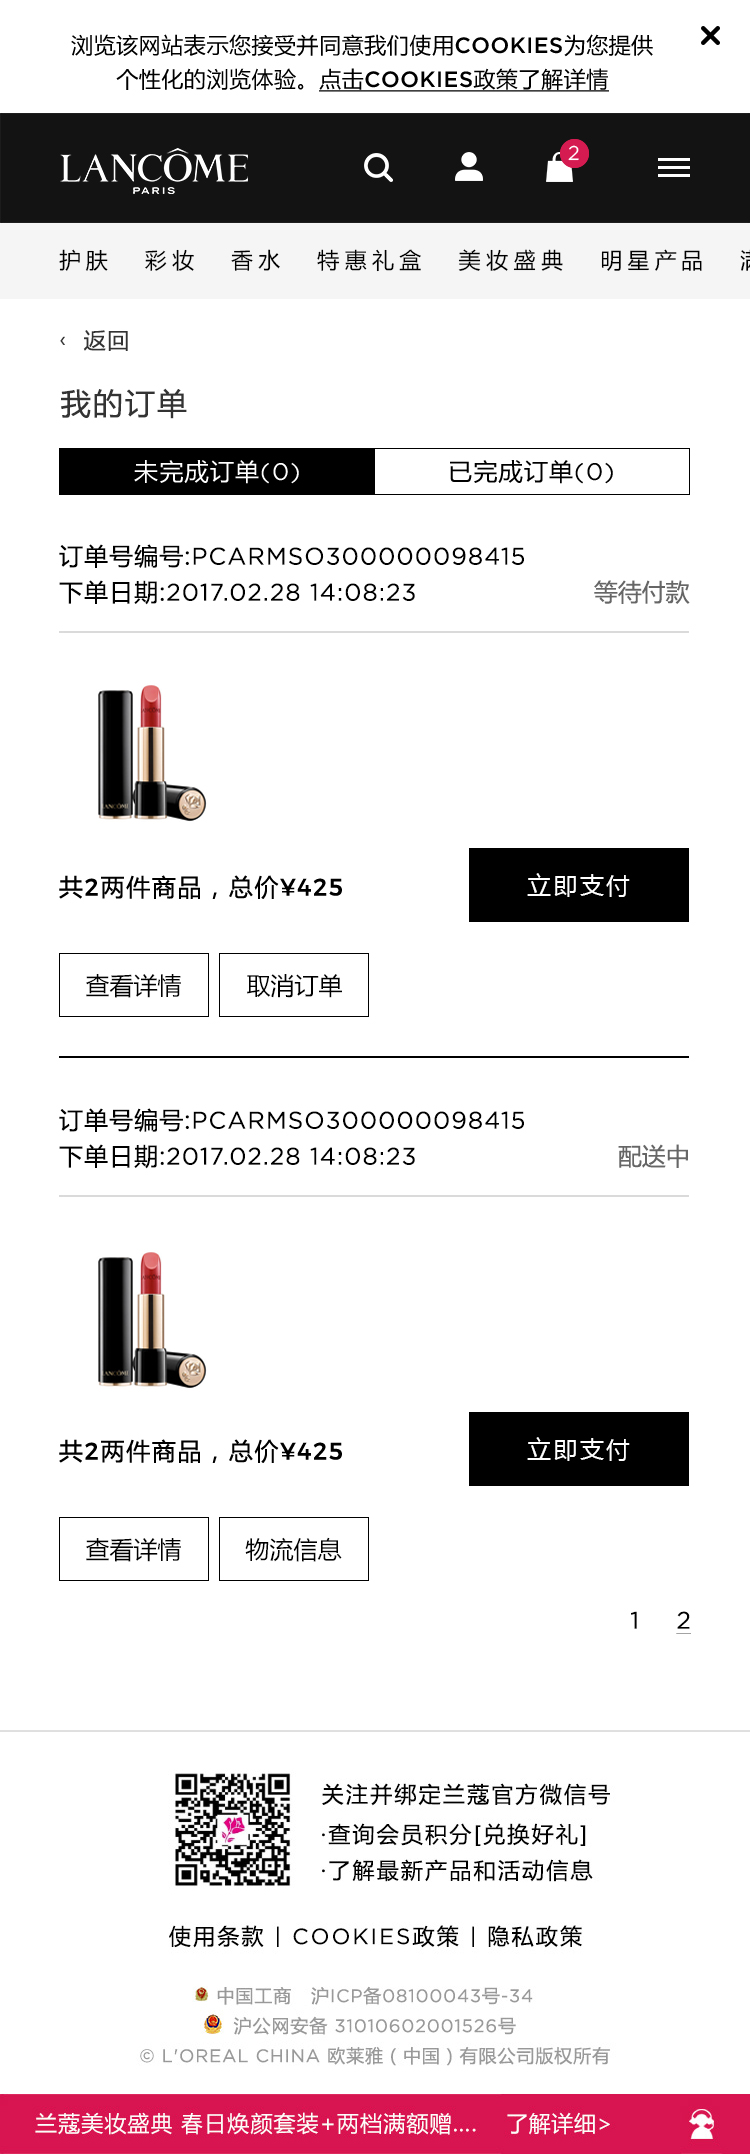 浏览该网站表示您接受并同意我们使用COOKIES为您提供
个性化的浏览体验。点击COOKIES政策了解详情
LANCÔME
PARIS
2
护肤 彩妆 香水 特惠礼盒 美妆盛典 明星产品
‹ 返回
我的订单
未完成订单(0) 已完成订单(0)
订单号编号:PCARMSO300000098415
下单日期:2017.02.28 14:08:23 等待付款
LANCÔME
共2两件商品，总价¥425 立即支付
查看详情 取消订单
订单号编号:PCARMSO300000098415
下单日期:2017.02.28 14:08:23 配送中
LANCÔME
共2两件商品，总价¥425 立即支付
查看详情 物流信息
1 2
关注并绑定兰蔻官方微信号
·查询会员积分[兑换好礼]
·了解最新产品和活动信息
使用条款 | COOKIES政策 | 隐私政策
中国工商 沪ICP备08100043号-34
沪公网安备 31010602001526号
© L'OREAL CHINA 欧莱雅 ( 中国 ) 有限公司版权所有
兰蔻美妆盛典 春日焕颜套装+两档满额赠.... 了解详细>